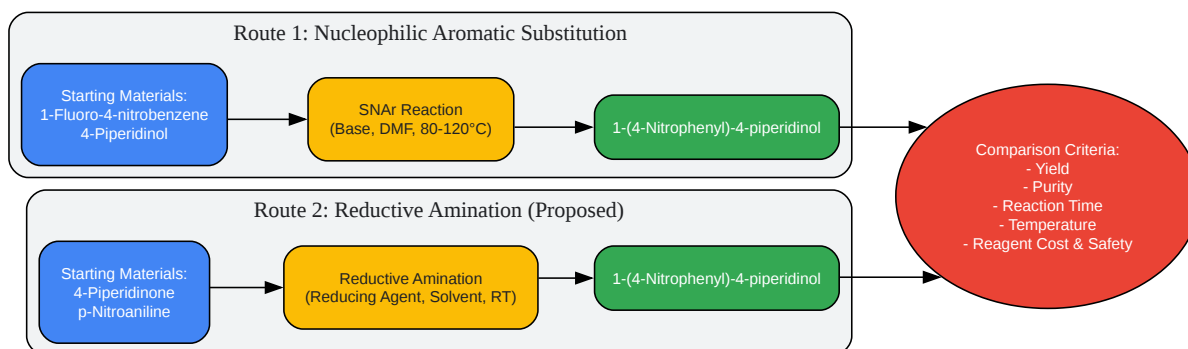 Route 1: Nucleophilic Aromatic Substitution
Starting Materials:
1-Fluoro-4-nitrobenzene
4-Piperidinol
SNAr Reaction
(Base, DMF, 80-120°C)
1-(4-Nitrophenyl)-4-piperidinol
Route 2: Reductive Amination (Proposed)
Starting Materials:
4-Piperidinone
p-Nitroaniline
Reductive Amination
(Reducing Agent, Solvent, RT)
1-(4-Nitrophenyl)-4-piperidinol
Comparison Criteria:
- Yield
- Purity
- Reaction Time
- Temperature
- Reagent Cost & Safety